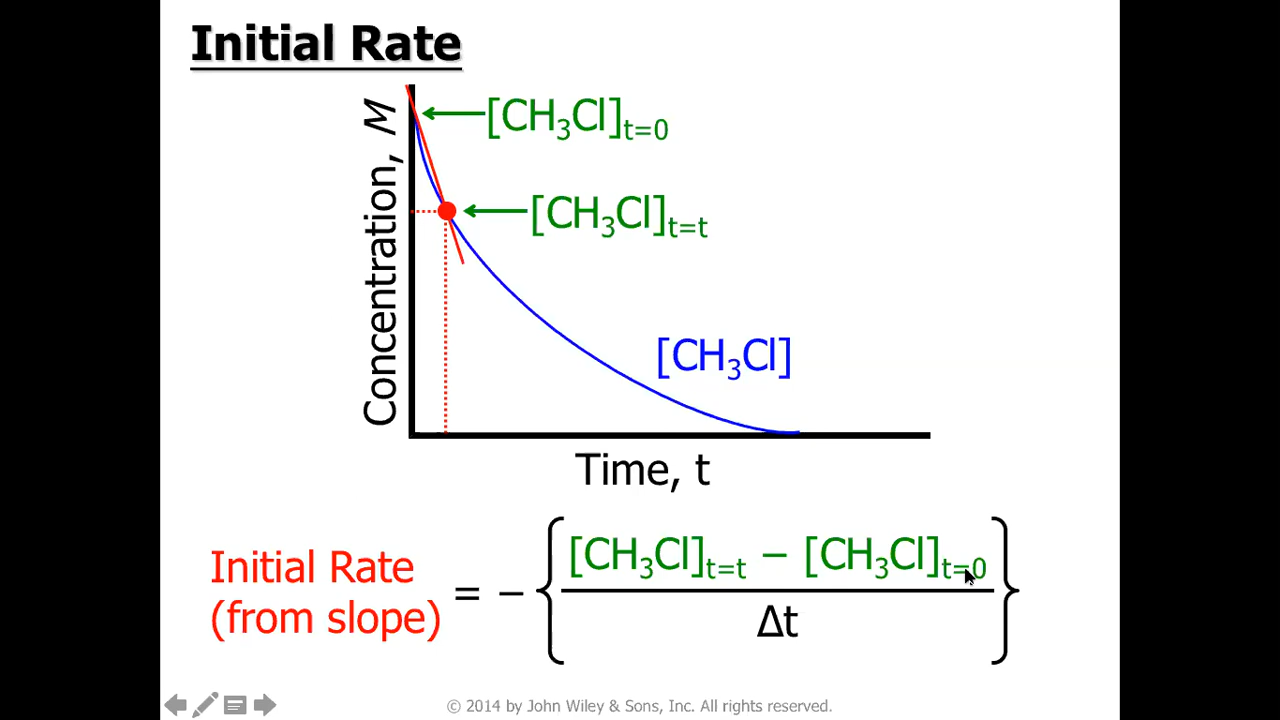 Initial Rate
Concentration, M
[CH₃Cl]ₜ₌₀
[CH₃Cl]ₜ₌ₜ
[CH₃Cl]
Time, t
Initial Rate
(from slope)
= − { [CH₃Cl]ₜ₌ₜ − [CH₃Cl]ₜ₌₀ }
Δt
© 2014 by John Wiley & Sons, Inc. All rights reserved.